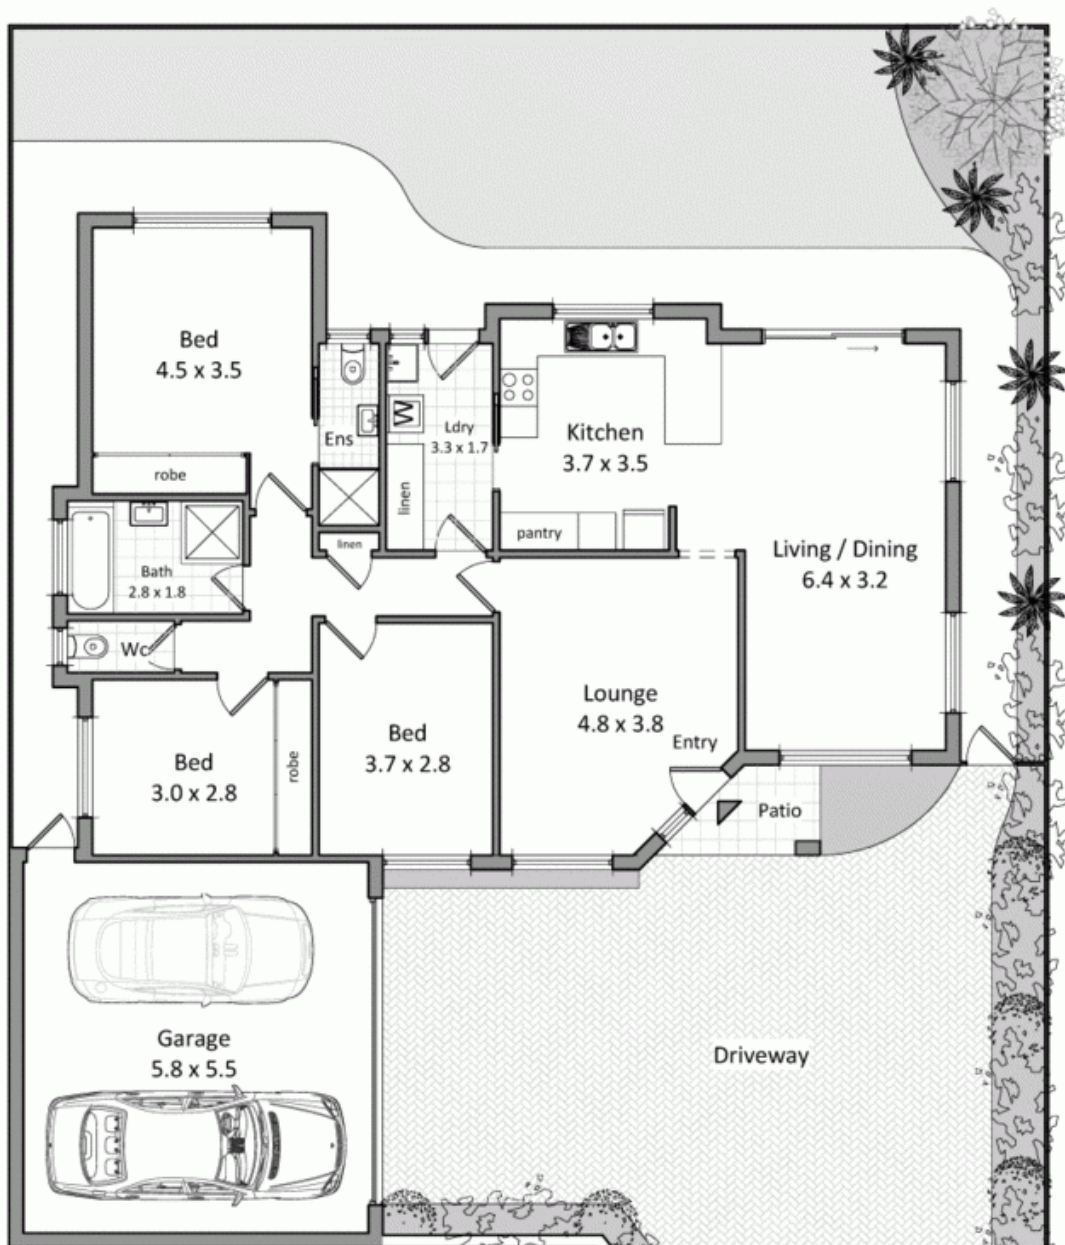 Bed
4.5 x 3.5
robe
Ens
W
Ldry
3.3 x 1.7
linen
Kitchen
3.7 x 3.5
pantry
linen
Bath
2.8 x 1.8
Wc
Living / Dining
6.4 x 3.2
Lounge
4.8 x 3.8
Entry
Bed
3.7 x 2.8
Bed
3.0 x 2.8
robe
Patio
Garage
5.8 x 5.5
Driveway